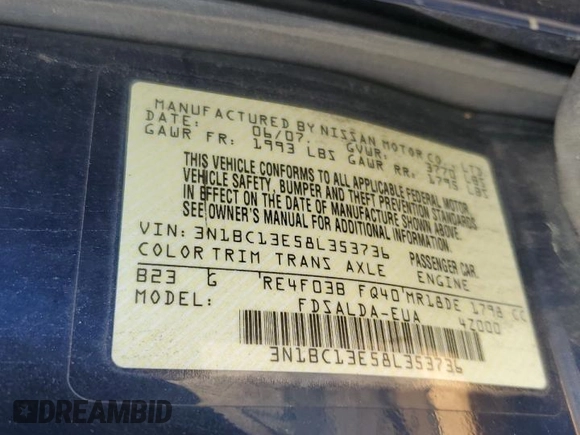 MANUFACTURED BY NISSAN MOTOR CO., LTD
DATE: 06/07 GVWR: 3770 LBS
GAWR FR: 1993 LBS GAWR RR: 1795 LBS
THIS VEHICLE CONFORMS TO ALL APPLICABLE FEDERAL MOTOR
VEHICLE SAFETY, BUMPER AND THEFT PREVENTION STANDARDS
IN EFFECT ON THE DATE OF MANUFACTURE SHOWN ABOVE.
SEE OWNER'S MANUAL FOR ADDITIONAL INFORMATION
VIN: 3N1BC13E58L353736 PASSENGER CAR.
COLOR TRIM TRANS AXLE ENGINE
B23 G RE4F03B FQ40 MR18DE 1798 CC
MODEL: FDSALDA-EUA 4Z000
3N1BC13E58L353736
DREAMBID